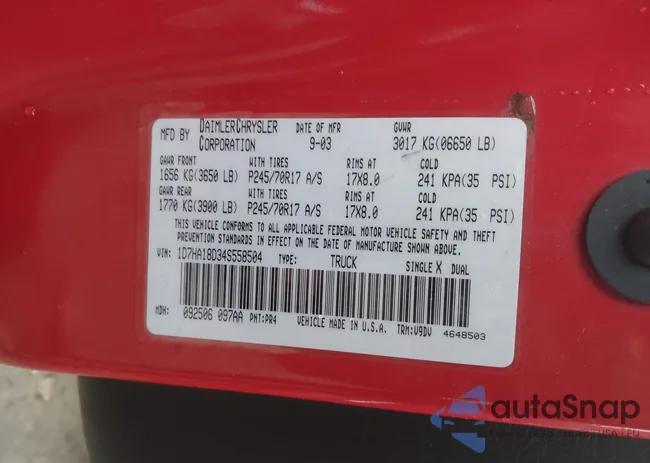 MFD BY DAIMLERCHRYSLER CORPORATION DATE OF MFR 9-03 GVWR 3017 KG(06650 LB)
GAWR FRONT WITH TIRES RIMS AT COLD
1656 KG(3650 LB) P245/70R17 A/S 17X8.0 241 KPA(35 PSI)
GAWR REAR WITH TIRES RIMS AT COLD
1770 KG(3900 LB) P245/70R17 A/S 17X8.0 241 KPA(35 PSI)
THIS VEHICLE CONFORMS TO ALL APPLICABLE FEDERAL MOTOR VEHICLE SAFETY AND THEFT
PREVENTION STANDARDS IN EFFECT ON THE DATE OF MANUFACTURE SHOWN ABOVE.
VIN: 1D7HA18D34S558504 TYPE: TRUCK SINGLE X DUAL
MDH: 092506 097AA PNT:PR4 VEHICLE MADE IN U.S.A. TRM:V9DV 4648503
autoSnap